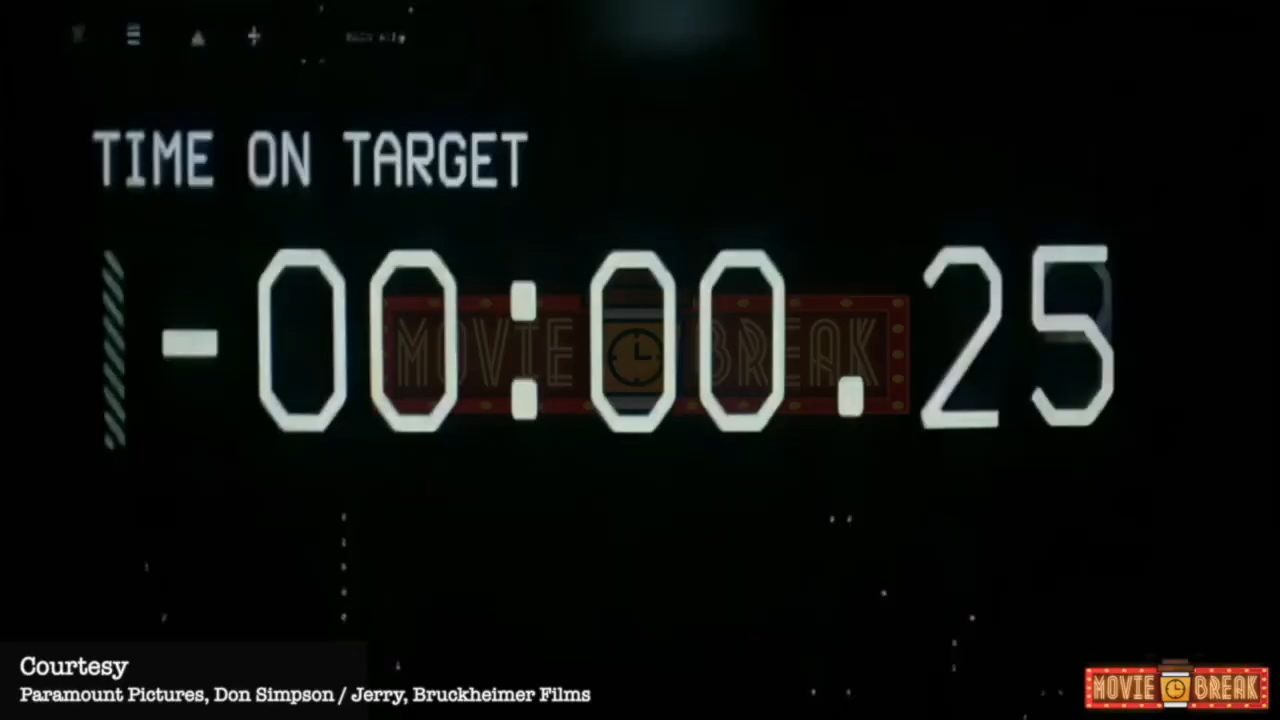 TIME ON TARGET
-00:00.25
MOVIE BREAK
Courtesy
Paramount Pictures, Don Simpson / Jerry, Bruckheimer Films
MOVIE BREAK